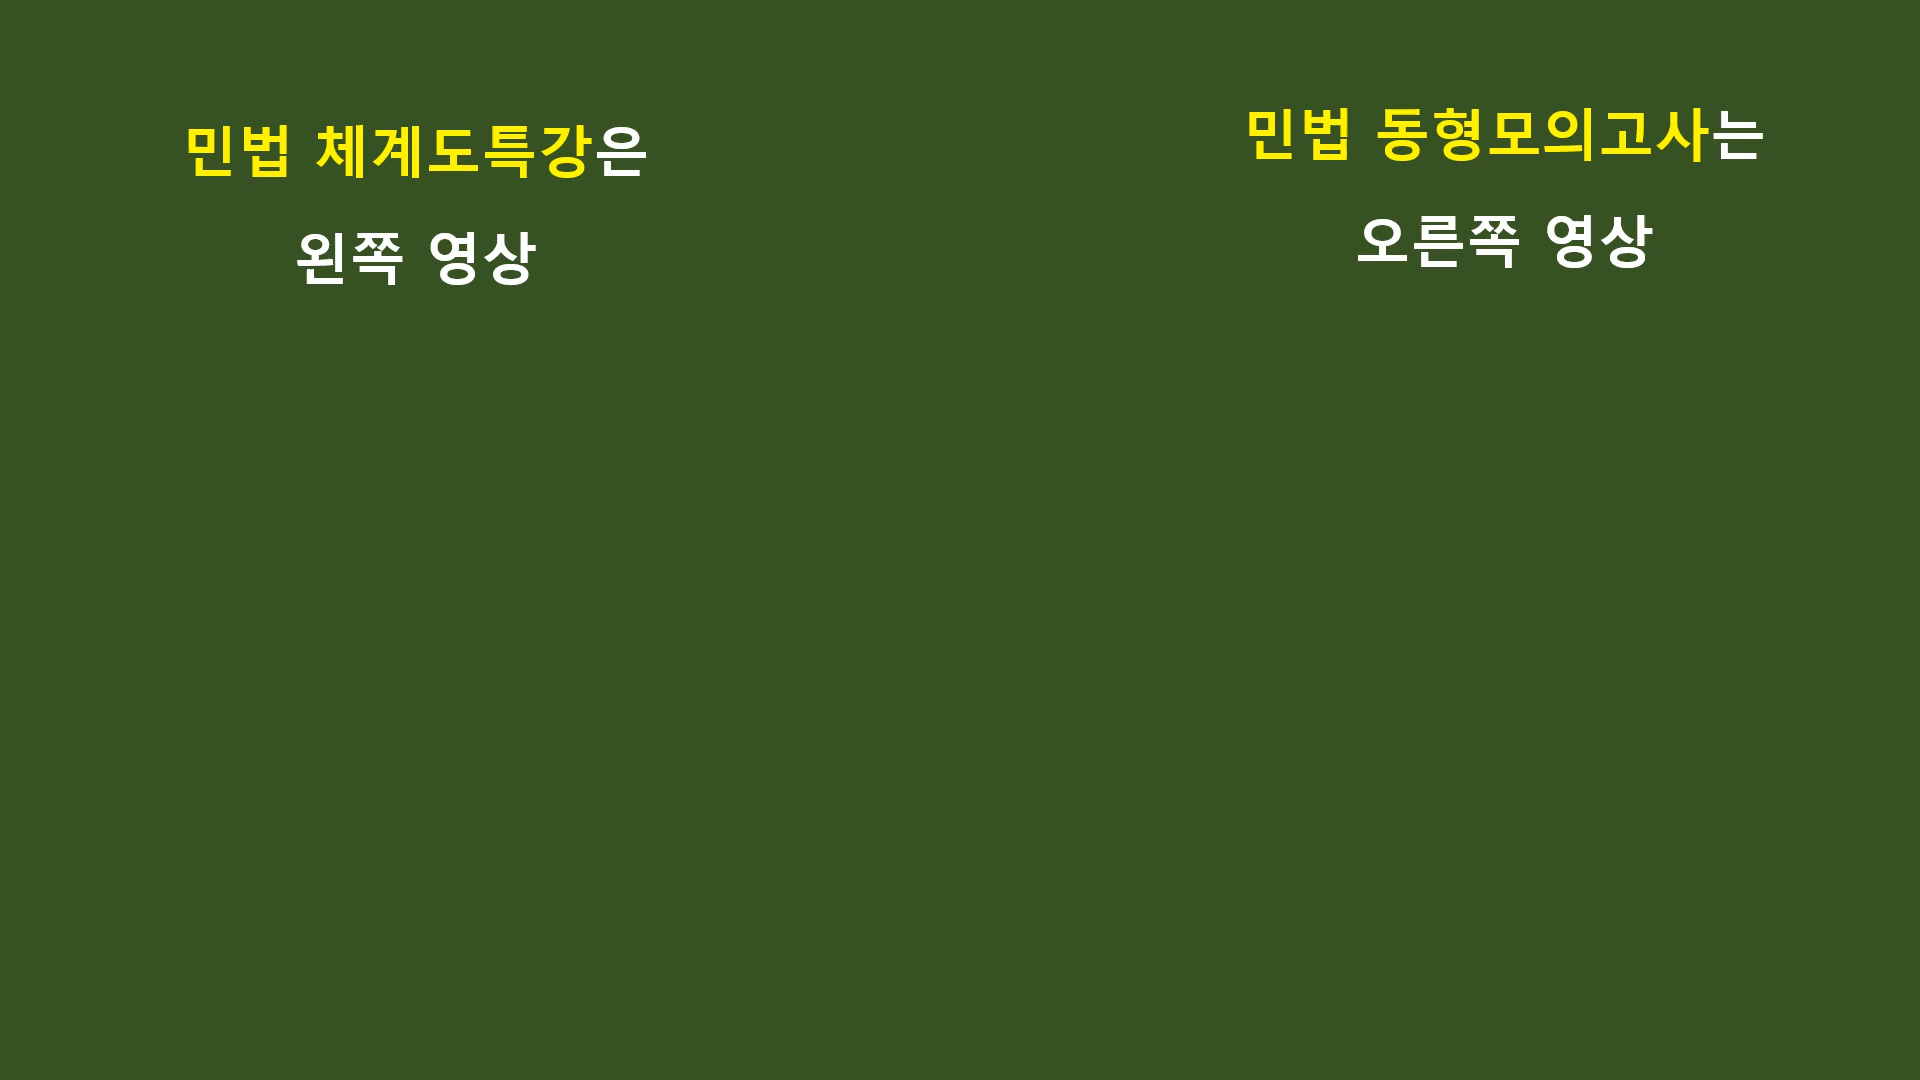 민법 체계도특강은
왼쪽 영상
민법 동형모의고사는
오른쪽 영상